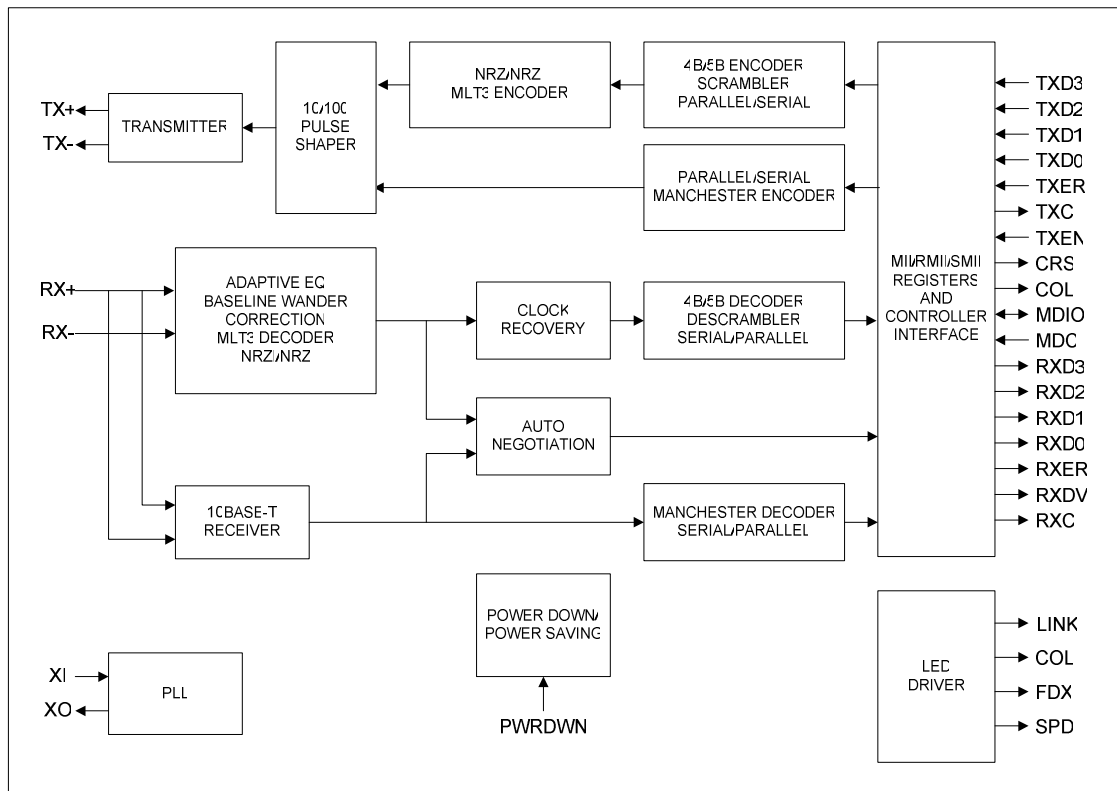 NRZ/NRZI
MLT3 ENCODER
4B/5B ENCODER
SCRAMBLER
PARALLEL/SERIAL
10/100
PULSE
SHAPER
TRANSMITTER
TX+
TX-
PARALLEL/SERIAL
MANCHESTER ENCODER
ADAPTIVE EQ
BASELINE WANDER
CORRECTION
MLT3 DECODER
NRZI/NRZ
RX+
RX-
CLOCK
RECOVERY
4B/5B DECODER
DESCRAMBLER
SERIAL/PARALLEL
MII/RMII/SMII
REGISTERS
AND
CONTROLLER
INTERFACE
TXD3
TXD2
TXD1
TXD0
TXER
TXC
TXEN
CRS
COL
MDIO
MDC
RXD3
RXD2
RXD1
RXD0
RXER
RXDV
RXC
AUTO
NEGOTIATION
10BASE-T
RECEIVER
MANCHESTER DECODER
SERIAL/PARALLEL
POWER DOWN/
POWER SAVING
PWRDWN
XI
XO
PLL
LED
DRIVER
LINK
COL
FDX
SPD